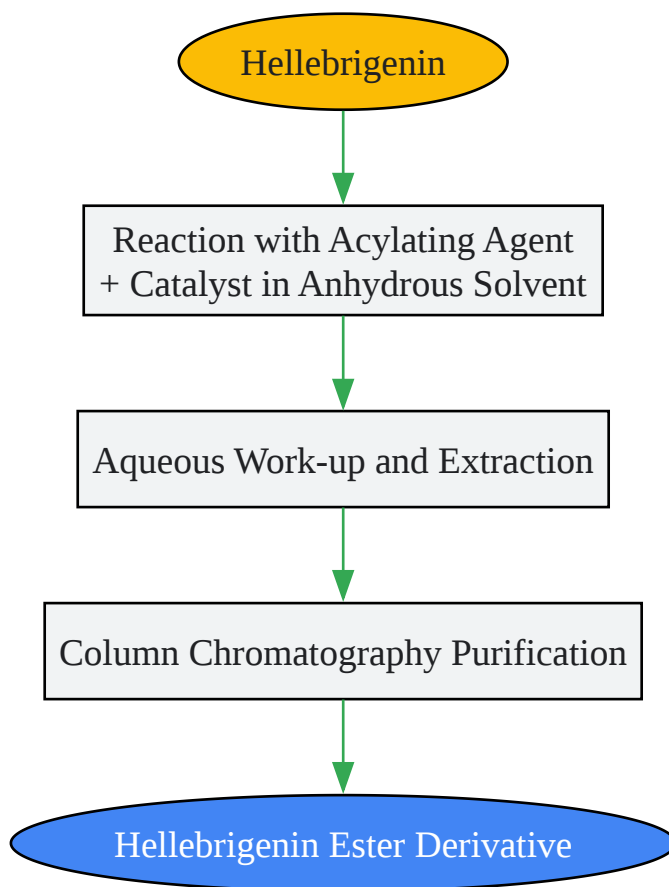 Hellebrigenin
Reaction with Acylating Agent
+ Catalyst in Anhydrous Solvent
Aqueous Work-up and Extraction
Column Chromatography Purification
Hellebrigenin Ester Derivative